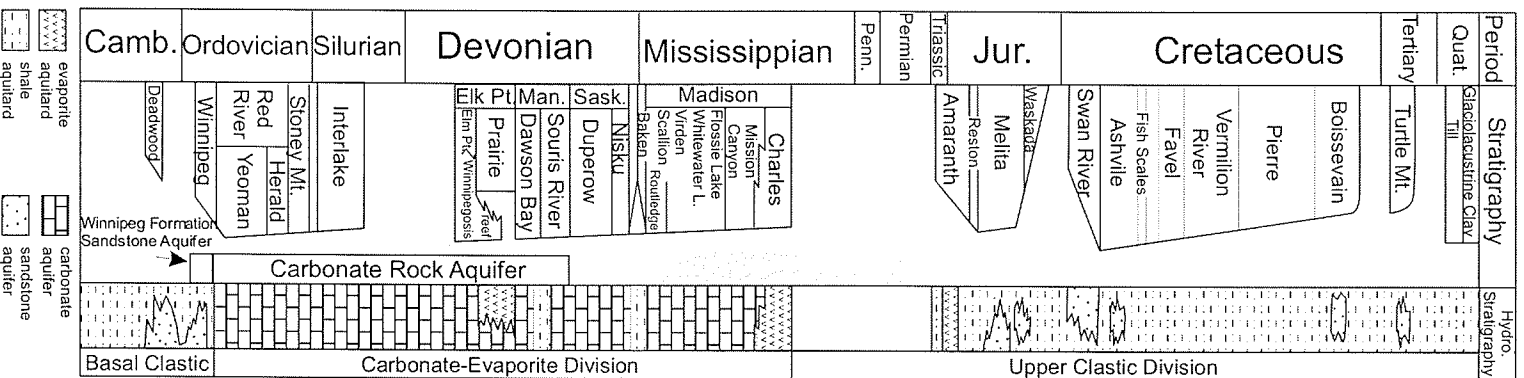 Camb.
Ordovician
Silurian
Devonian
Mississippian
Penn.
Permian
Triassic
Jur.
Cretaceous
Tertiary
Quat.
Period
Deadwood
Winnipeg
Red
River
Yeoman
Herald
Stoney Mt.
Interlake
Elk Pt.
Elm Pt.
Winnipegosis
Prairie
reef
Man.
Dawson Bay
Souris River
Sask.
Duperow
Nisku
Baken
Madison
Scallion
Routledge
Virden
Whitewater L.
Flossie Lake
Mission
Canyon
Charles
Amaranth
Reston
Melita
Waskada
Swan River
Ashvile
Fish Scales
Favel
Vermilion
River
Pierre
Boissevain
Turtle Mt.
Glaciolacustrine Clay
Till
Stratigraphy
Winnipeg Formation
Sandstone Aquifer
Carbonate Rock Aquifer
Hydro.
Stratigraphy
Basal Clastic
Carbonate-Evaporite Division
Upper Clastic Division
evaporite
aquitard
shale
aquitard
carbonate
aquifer
sandstone
aquifer